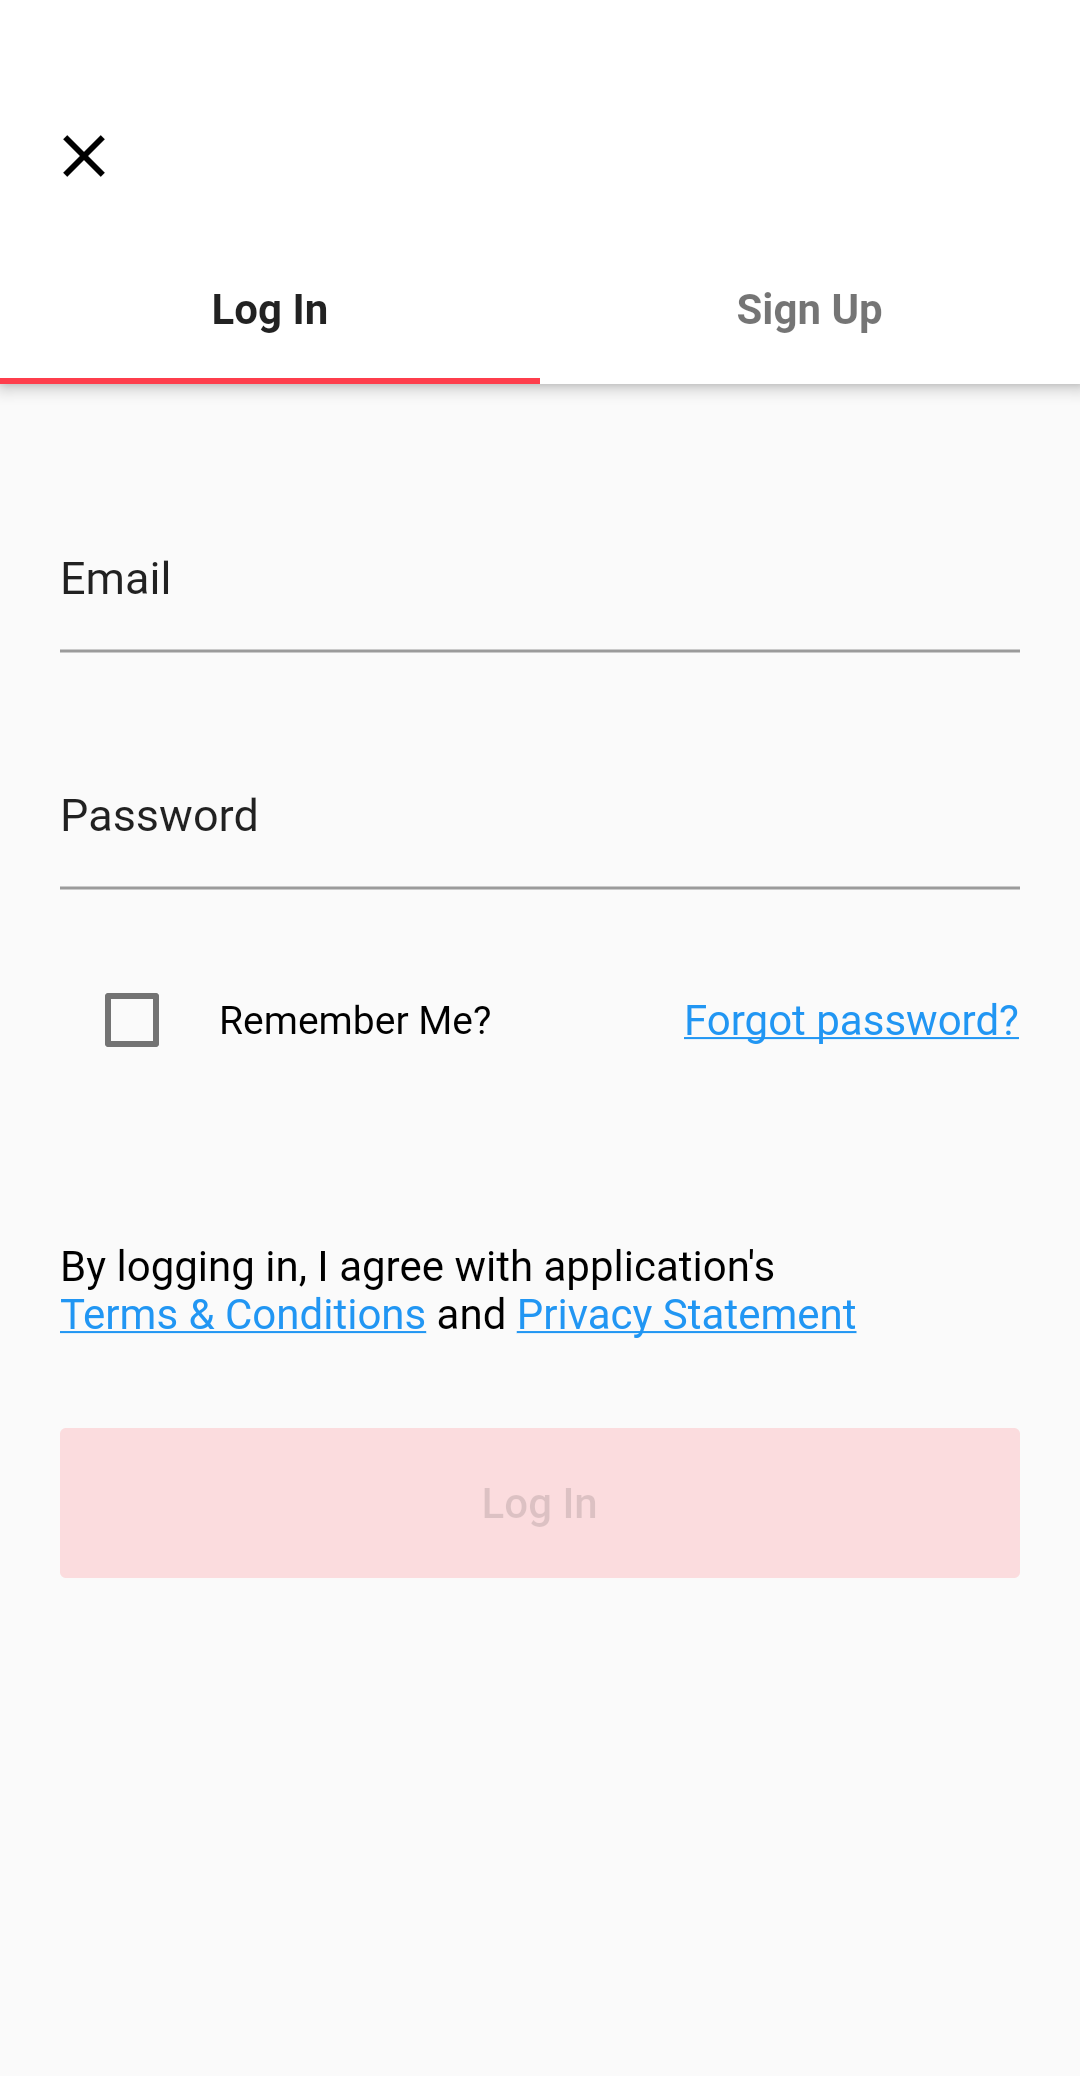 Log In
Sign Up
Email
Password
Remember Me?
Forgot password?
By logging in, I agree with application's
Terms & Conditions and Privacy Statement
Log In